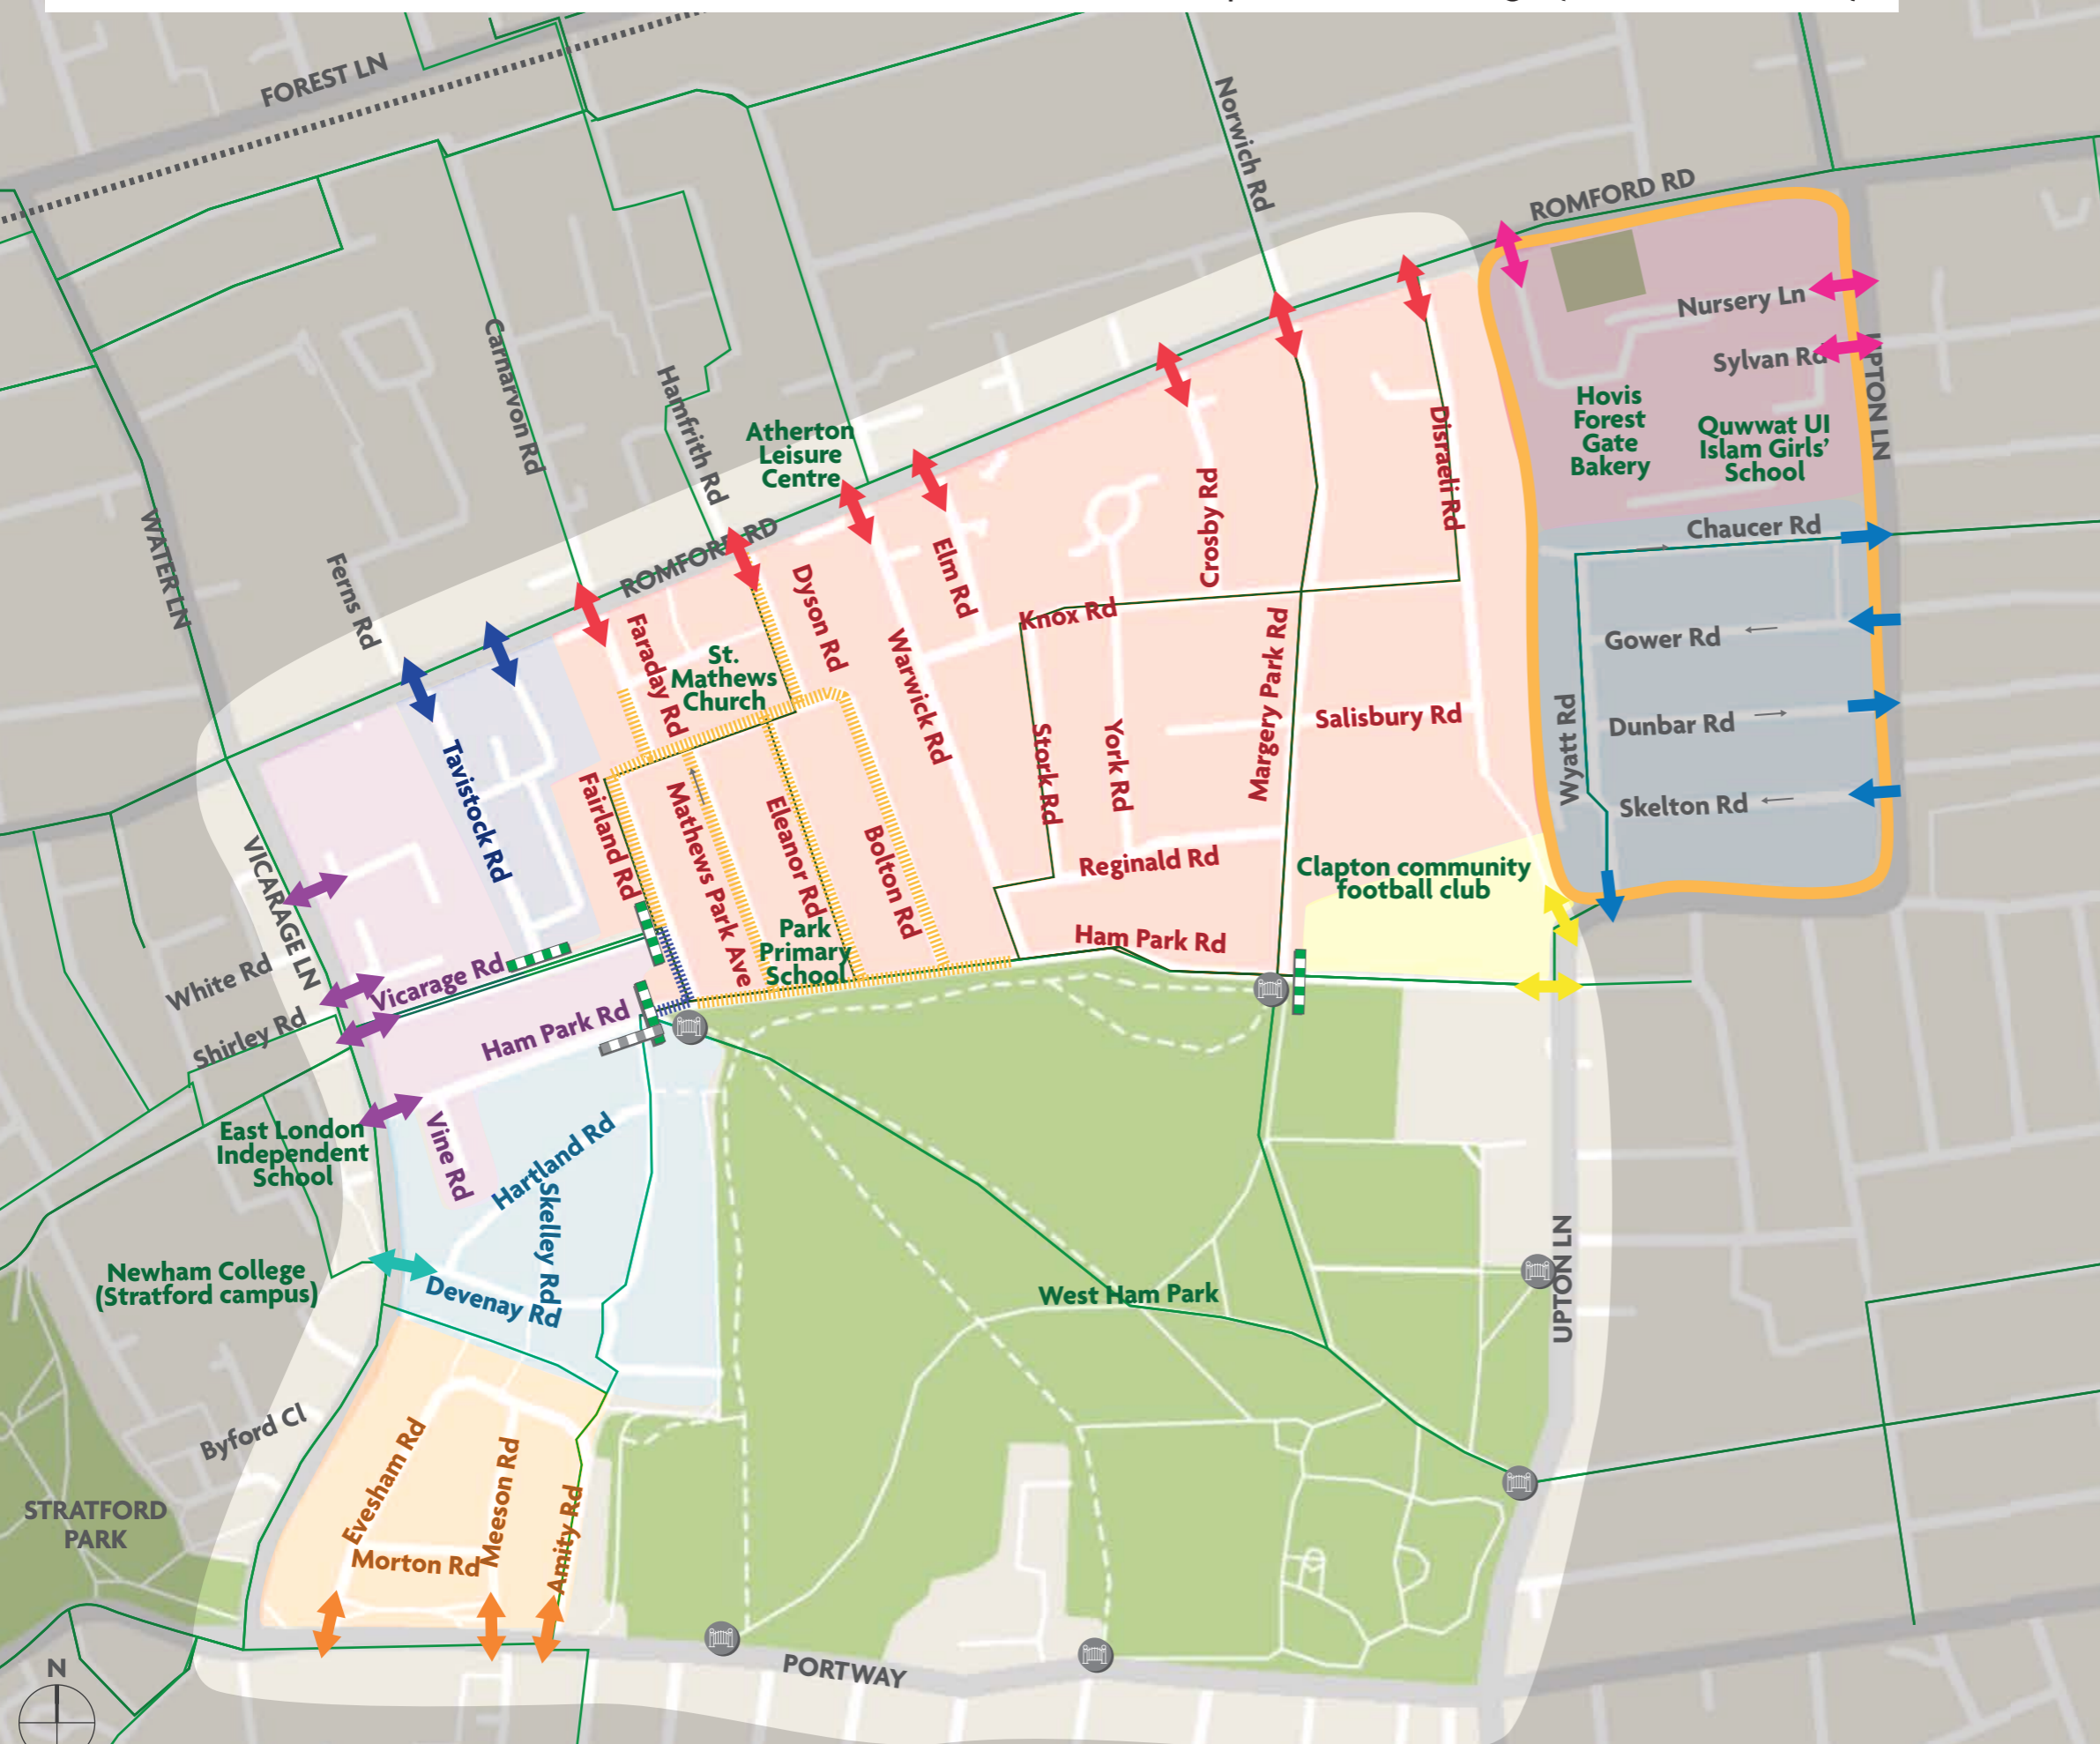 FOREST LN
Norwich Rd
ROMFORD RD
Nursery Ln
Sylvan Rd
UPTON LN
Hovis
Forest
Gate
Bakery
Quwwat UI
Islam Girls'
School
Carnarvon Rd
Hamfrith Rd
Atherton
Leisure
Centre
Disraeli Rd
Crosby Rd
Chaucer Rd
WATER LN
Ferns Rd
ROMFORD RD
Dyson Rd
Elm Rd
Knox Rd
Gower Rd
Faraday Rd
St.
Mathews
Church
Warwick Rd
Margery Park Rd
Salisbury Rd
Wyatt Rd
Dunbar Rd
Stork Rd
York Rd
Skelton Rd
Tavistock Rd
Fairland Rd
Mathews Park Ave
Eleanor Rd
Bolton Rd
Reginald Rd
Clapton community
football club
VICARAGE LN
Park
Primary
School
Ham Park Rd
White Rd
Vicarage Rd
Shirley Rd
Ham Park Rd
East London
Independent
School
Vine Rd
Hartland Rd
Skelley Rd
Newham College
(Stratford campus)
Devenay Rd
West Ham Park
UPTON LN
Byford Cl
Evesham Rd
Meeson Rd
Amity Rd
Morton Rd
STRATFORD
PARK
N
PORTWAY